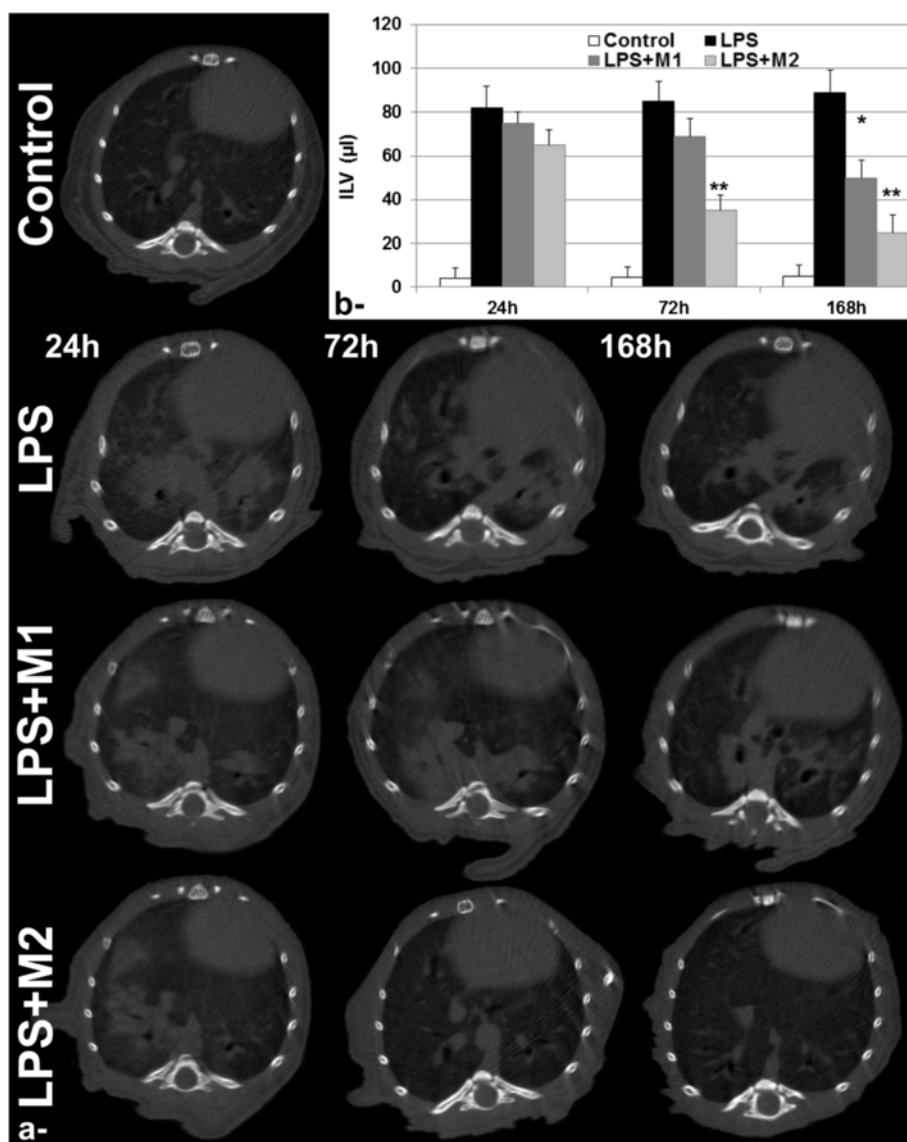 Control
120
100
80
60
40
20
0
ILV (µl)
Control LPS
LPS+M1 LPS+M2
**
*
**
24h 72h 168h
b-
24h 72h 168h
LPS
LPS+M1
LPS+M2
a-